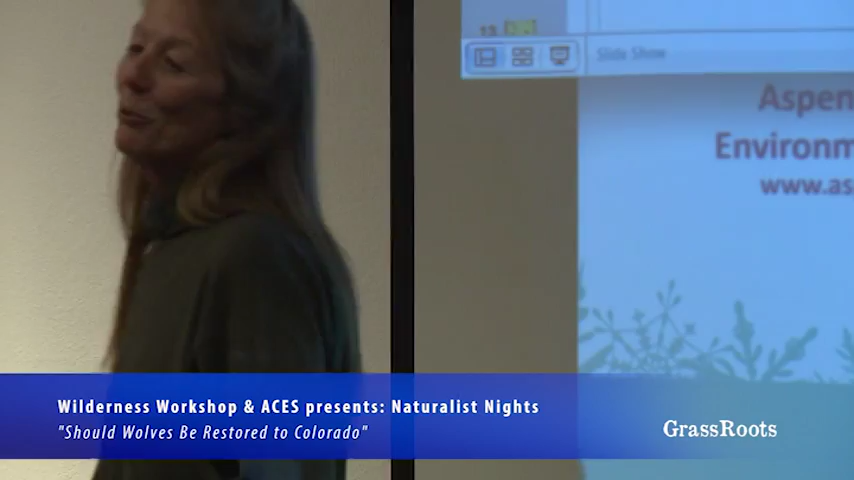 Slide Show
Aspen
Environm
www.as
Wilderness Workshop & ACES presents: Naturalist Nights
"Should Wolves Be Restored to Colorado"
GrassRoots